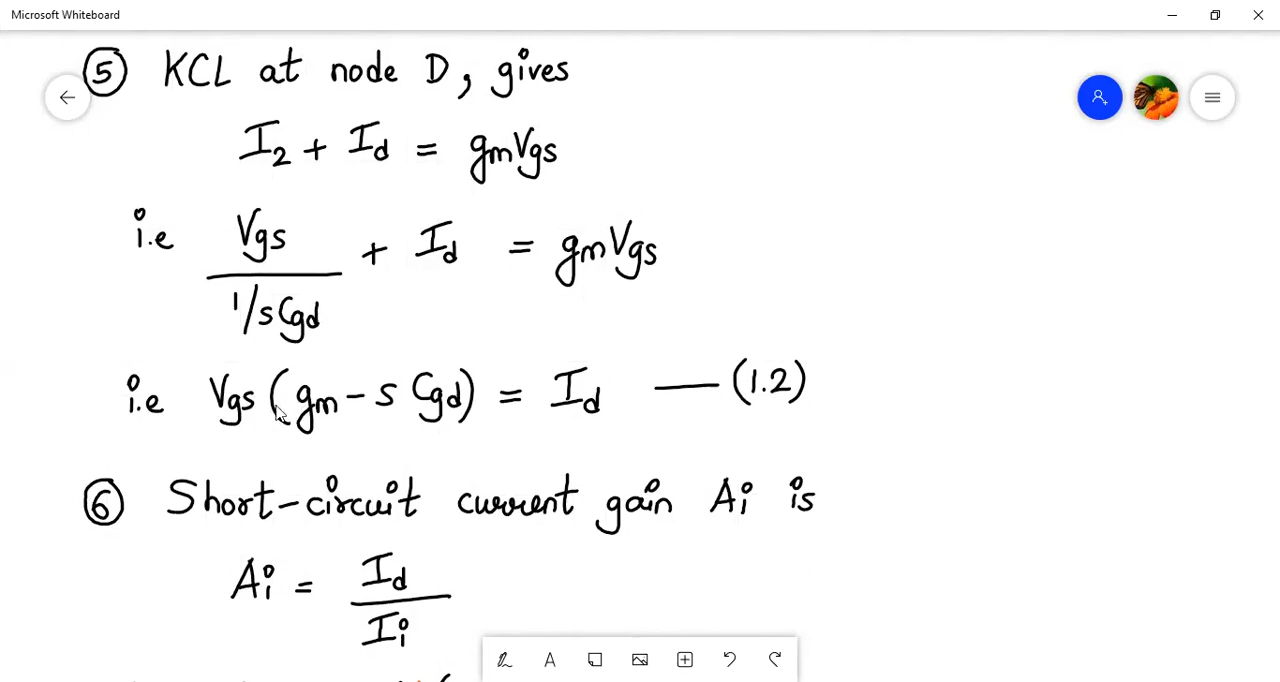 Microsoft Whiteboard
5 KCL at node D, gives
I2 + Id = gmVgs
i.e Vgs / 1/sCgd + Id = gmVgs
i.e Vgs (gm - s Cgd) = Id — (1.2)
6 Short-circuit current gain Ai is
Ai = Id / Ii
A